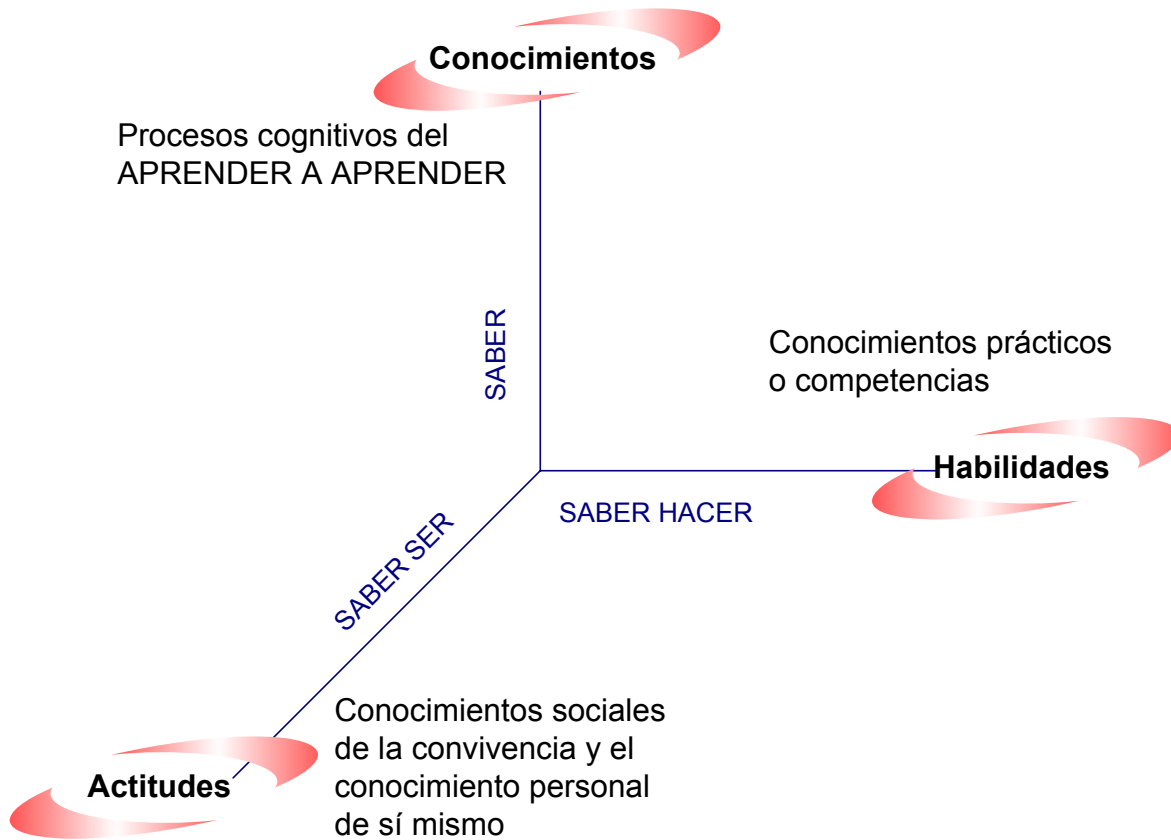 Conocimientos
Procesos cognitivos del
APRENDER A APRENDER
SABER
Conocimientos prácticos
o competencias
Habilidades
SABER HACER
SABER SER
Conocimientos sociales
de la convivencia y el
conocimiento personal
de sí mismo
Actitudes